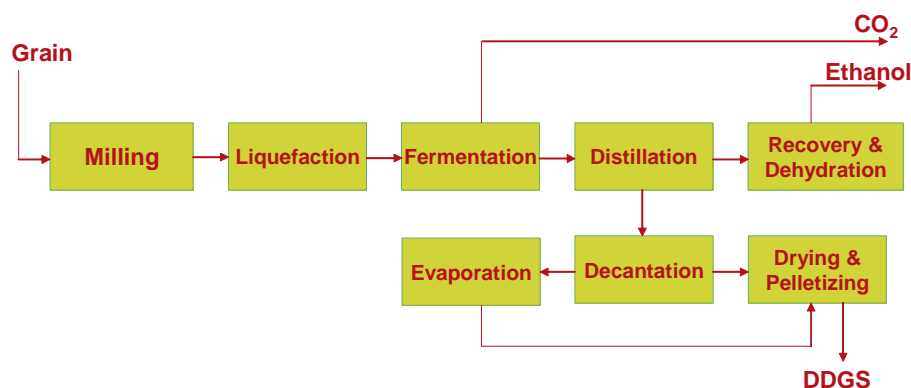 CO₂
Grain
Ethanol
Milling
Liquefaction
Fermentation
Distillation
Recovery &
Dehydration
Evaporation
Decantation
Drying &
Pelletizing
DDGS